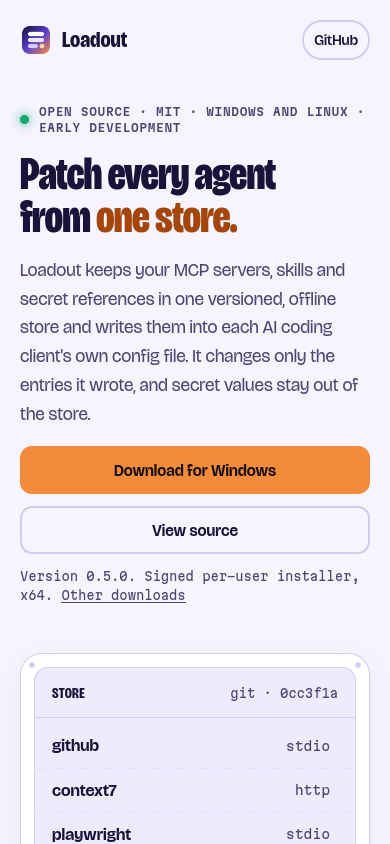 Loadout
GitHub
OPEN SOURCE · MIT · WINDOWS AND LINUX ·
EARLY DEVELOPMENT
Patch every agent
from one store.
Loadout keeps your MCP servers, skills and
secret references in one versioned, offline
store and writes them into each AI coding
client's own config file. It changes only the
entries it wrote, and secret values stay out of
the store.
Download for Windows
View source
Version 0.5.0. Signed per-user installer,
x64. Other downloads
STORE git · 0cc3f1a
github stdio
context7 http
playwright stdio